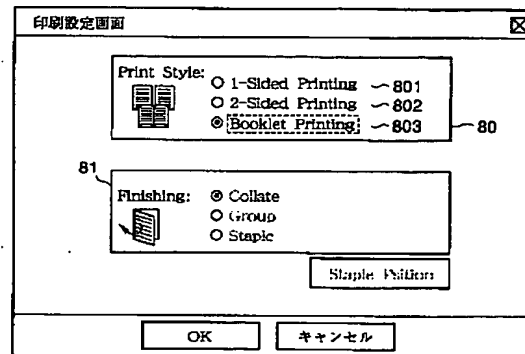 印刷設定画面
Print Style:
1-Sided Printing 801
2-Sided Printing 802
Booklet Printing 803 80
81
Finishing:
Collate
Group
Staple
Staple
OK キャンセル